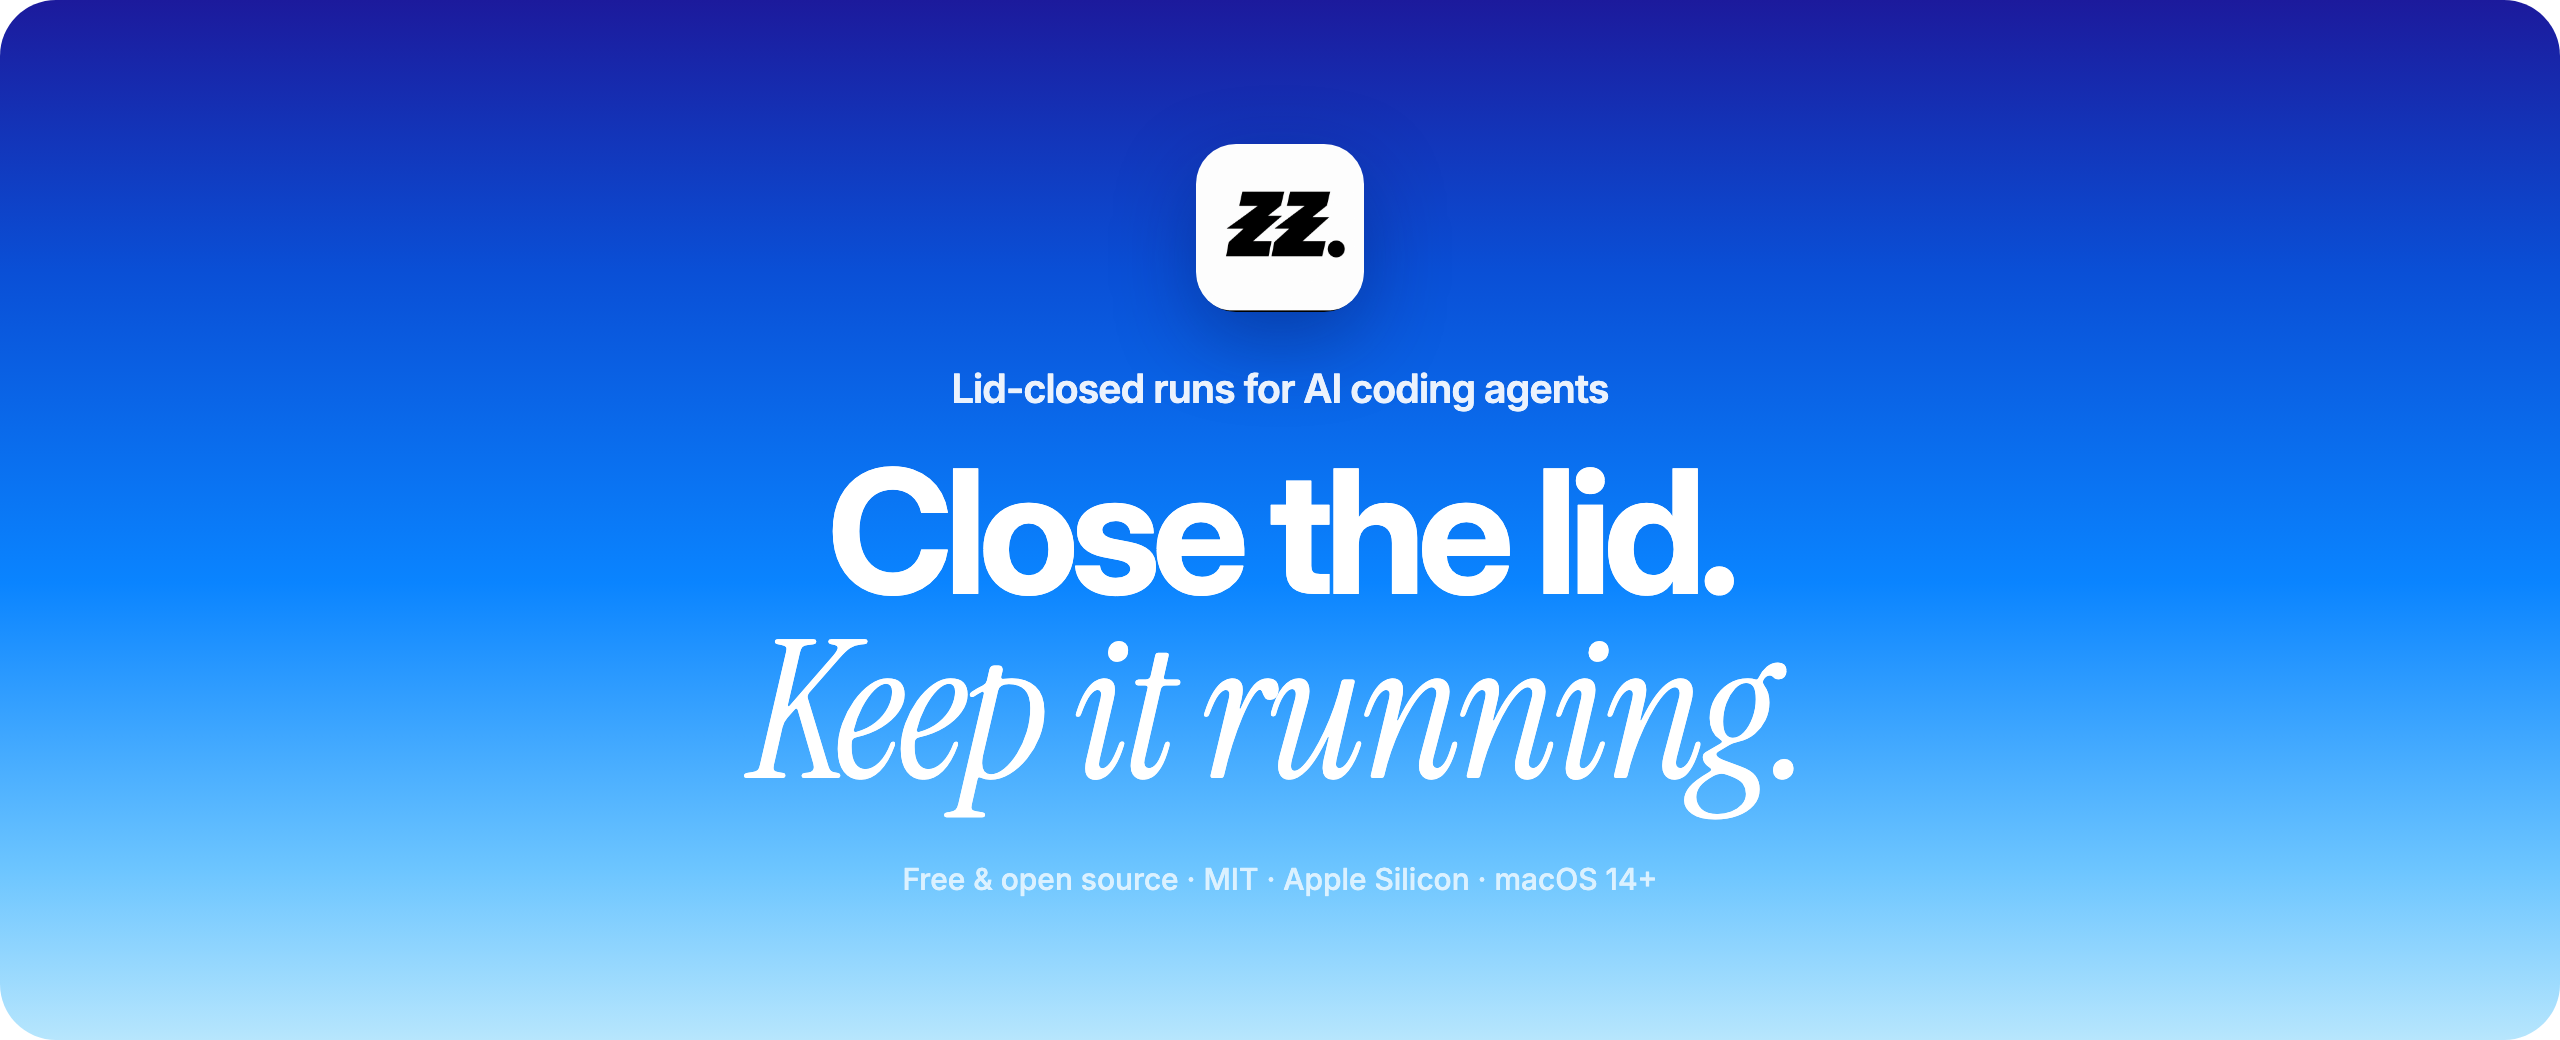 zz.
Lid-closed runs for AI coding agents
Close the lid.
Keep it running.
Free & open source · MIT · Apple Silicon · macOS 14+